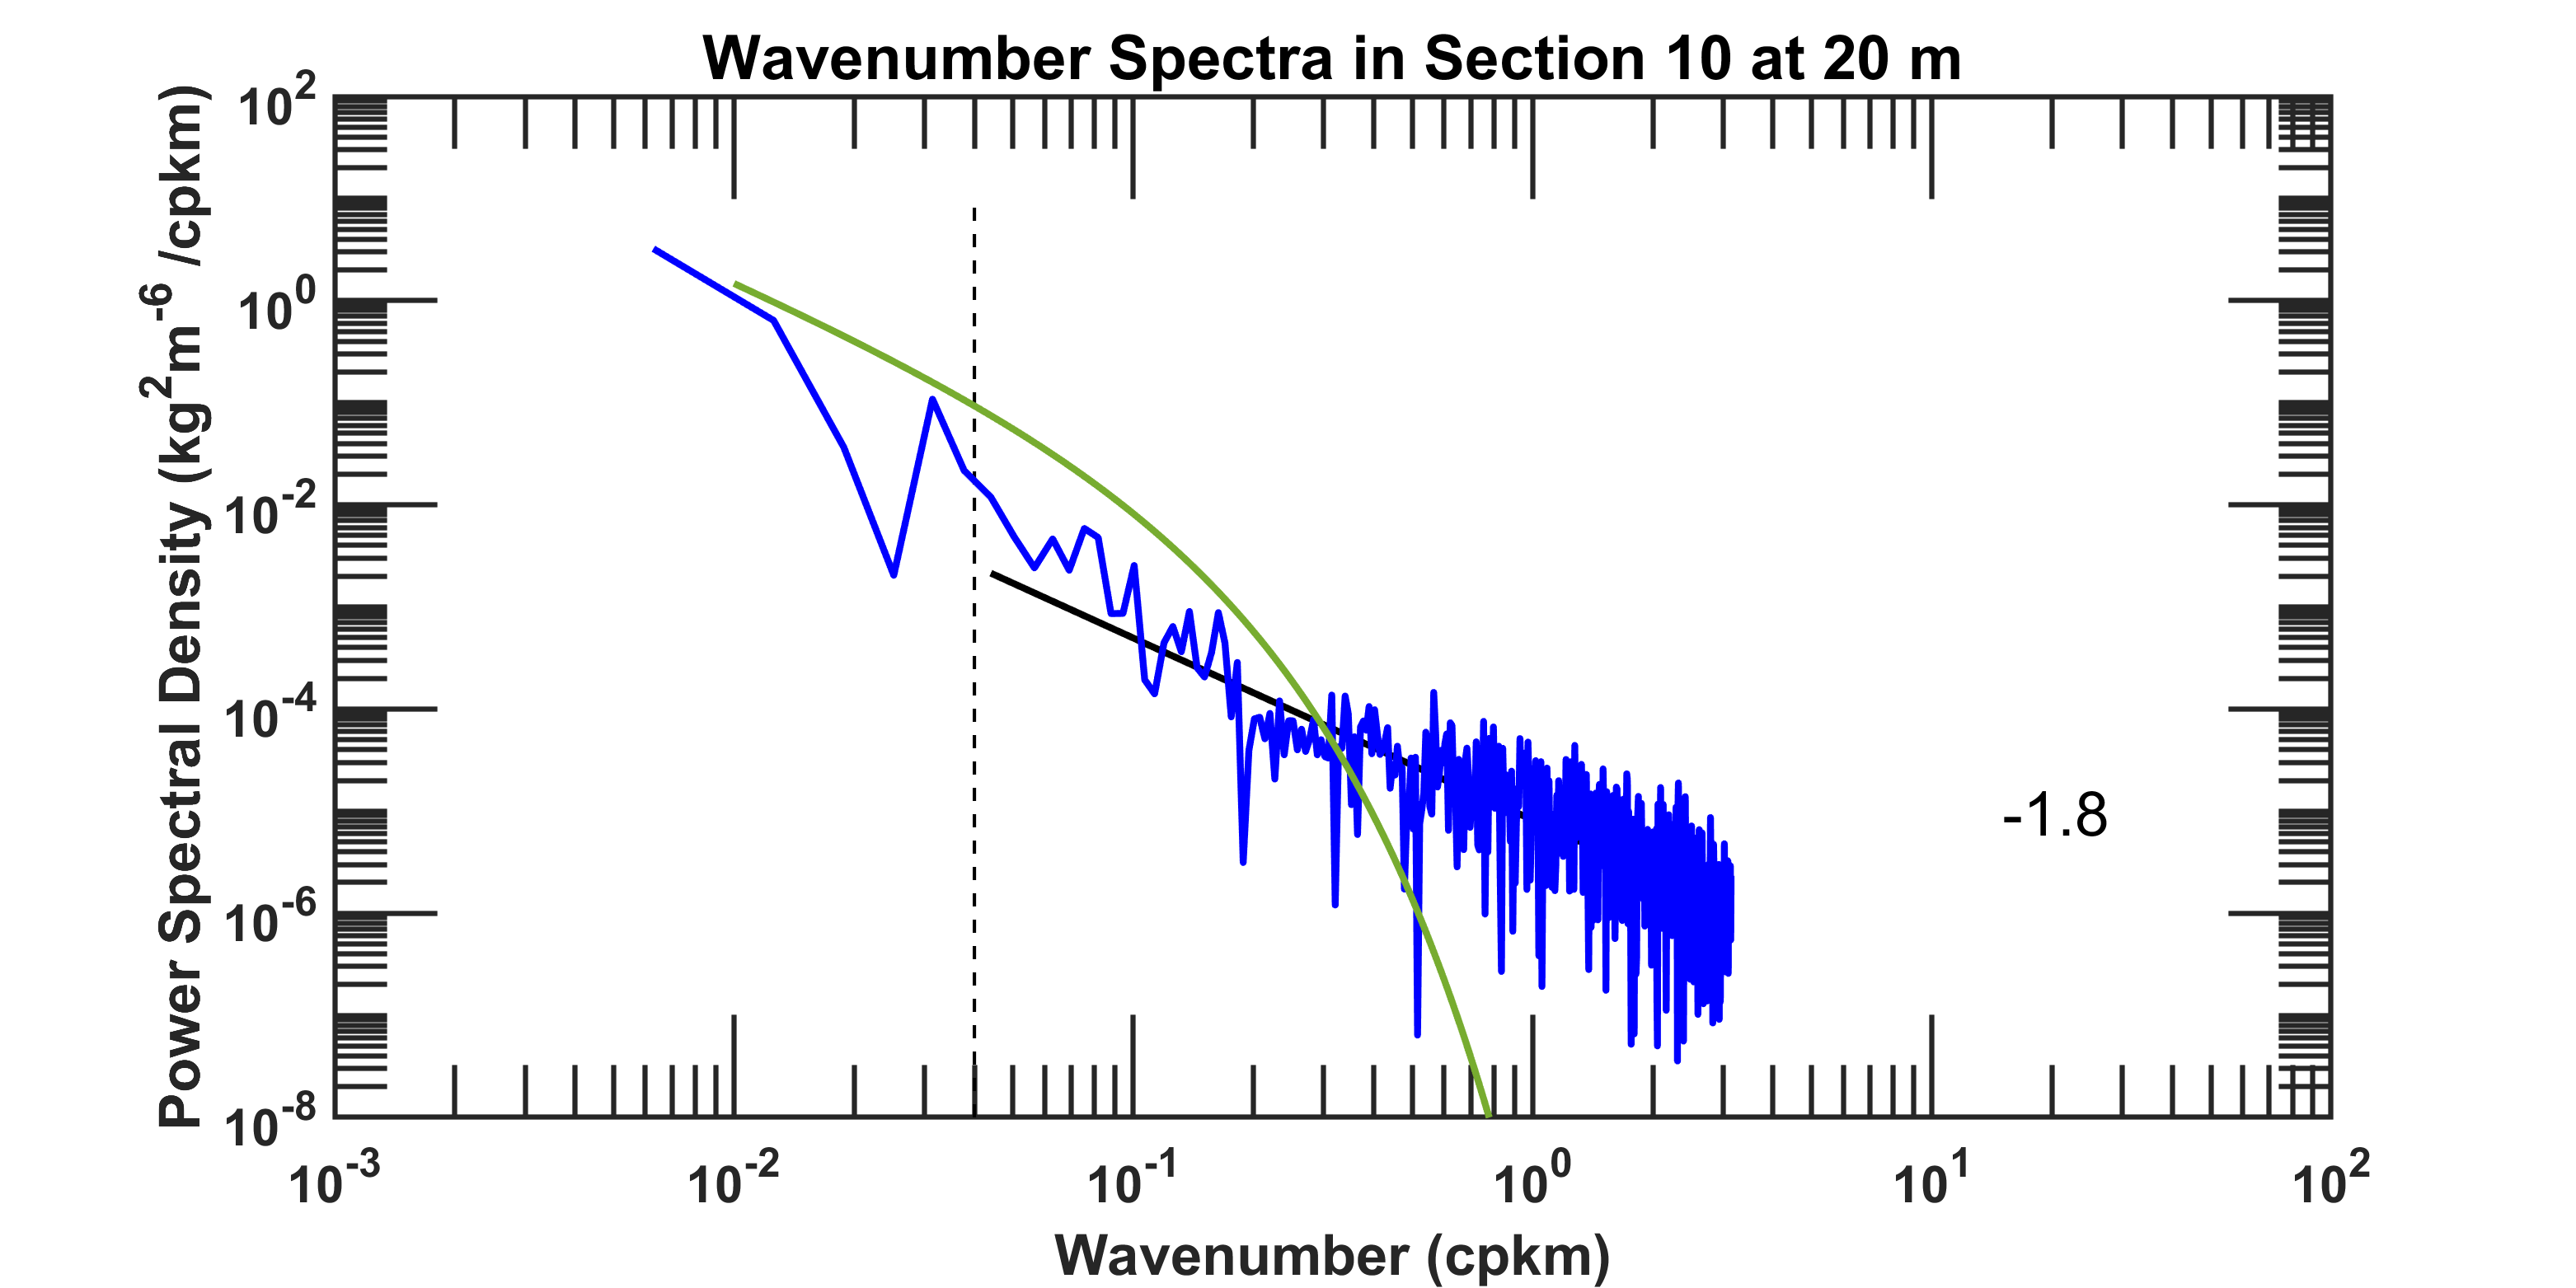 Wavenumber Spectra in Section 10 at 20 m
Power Spectral Density (kg²m⁻⁶ /cpkm)
10²
10⁰
10⁻²
10⁻⁴
10⁻⁶
10⁻⁸
-1.8
10⁻³ 10⁻² 10⁻¹ 10⁰ 10¹ 10²
Wavenumber (cpkm)